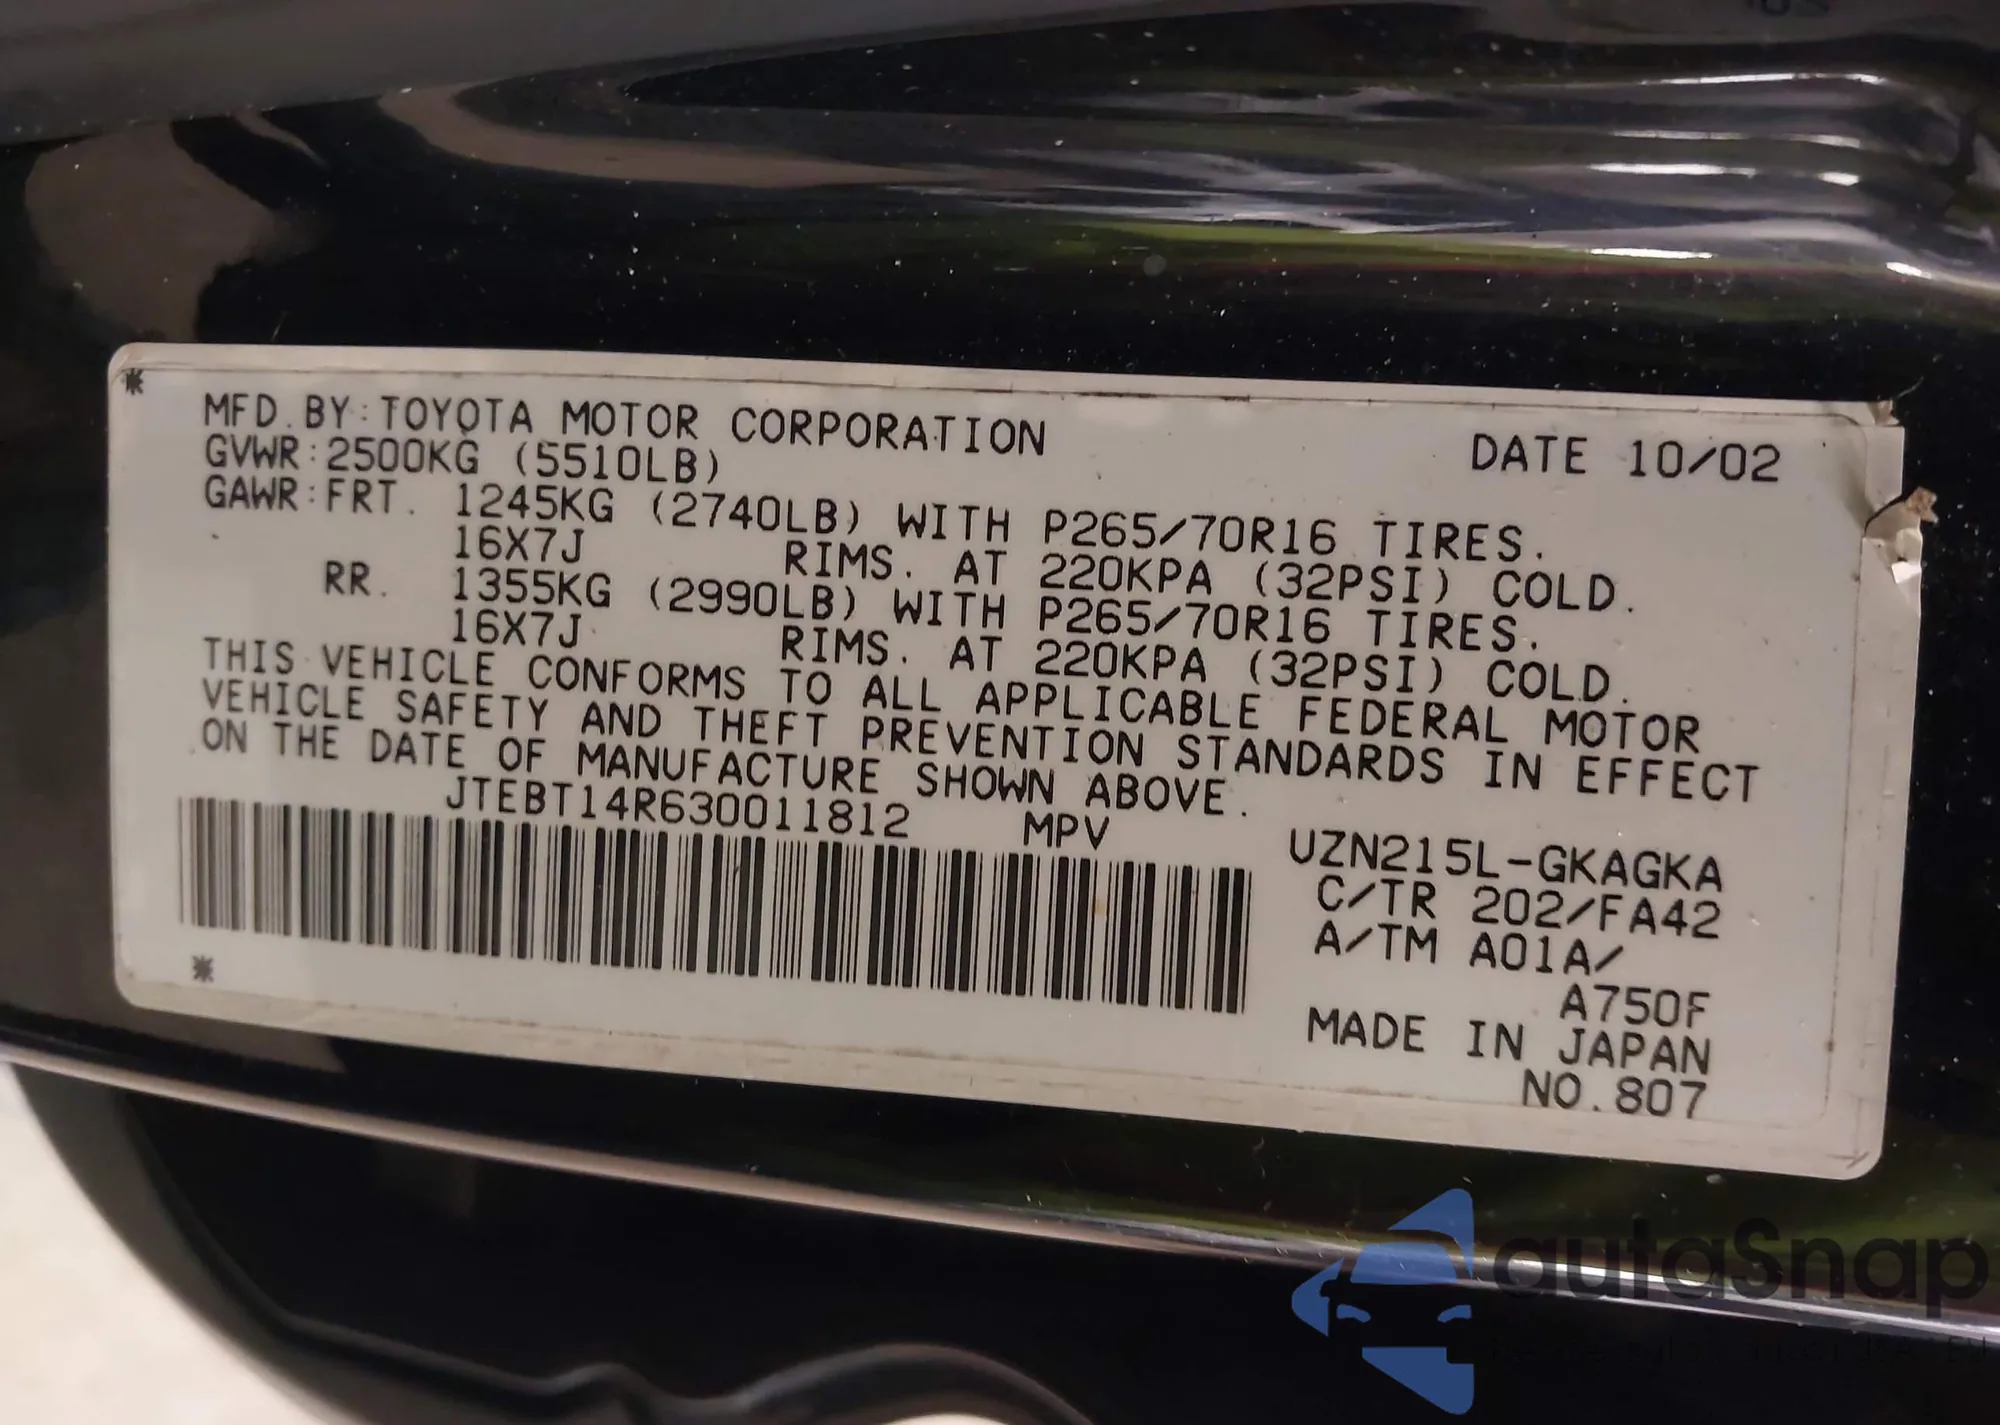 MFD. BY: TOYOTA MOTOR CORPORATION DATE 10/02
GVWR: 2500KG (5510LB)
GAWR: FRT. 1245KG (2740LB) WITH P265/70R16 TIRES.
16X7J RIMS. AT 220KPA (32PSI) COLD.
RR. 1355KG (2990LB) WITH P265/70R16 TIRES.
16X7J RIMS. AT 220KPA (32PSI) COLD.
THIS VEHICLE CONFORMS TO ALL APPLICABLE FEDERAL MOTOR
VEHICLE SAFETY AND THEFT PREVENTION STANDARDS IN EFFECT
ON THE DATE OF MANUFACTURE SHOWN ABOVE.
JTEBT14R630011812 MPV
UZN215L-GKAGKA
C/TR 202/FA42
A/TM A01A/
A750F
MADE IN JAPAN
NO.807
autaSnap